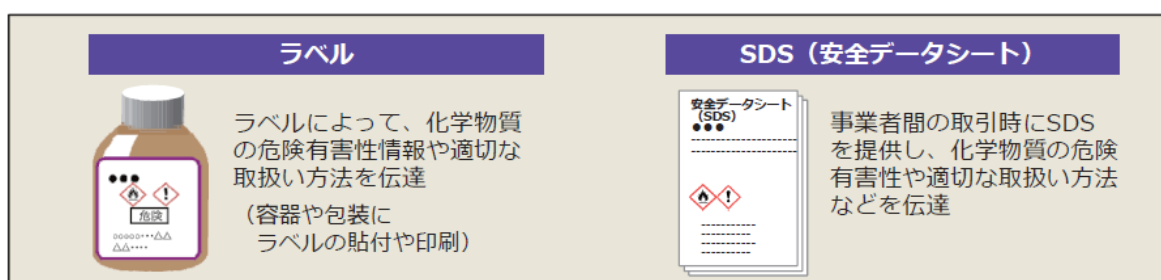 ラベル
ラベルによって、化学物質
の危険有害性情報や適切な
取扱い方法を伝達
（容器や包装に
ラベルの貼付や印刷）
●●●
危険
ooooo･･･△△
△△････
SDS（安全データシート）
安全データシート
（SDS）
●●●
事業者間の取引時にSDS
を提供し、化学物質の危険
有害性や適切な取扱い方法
などを伝達